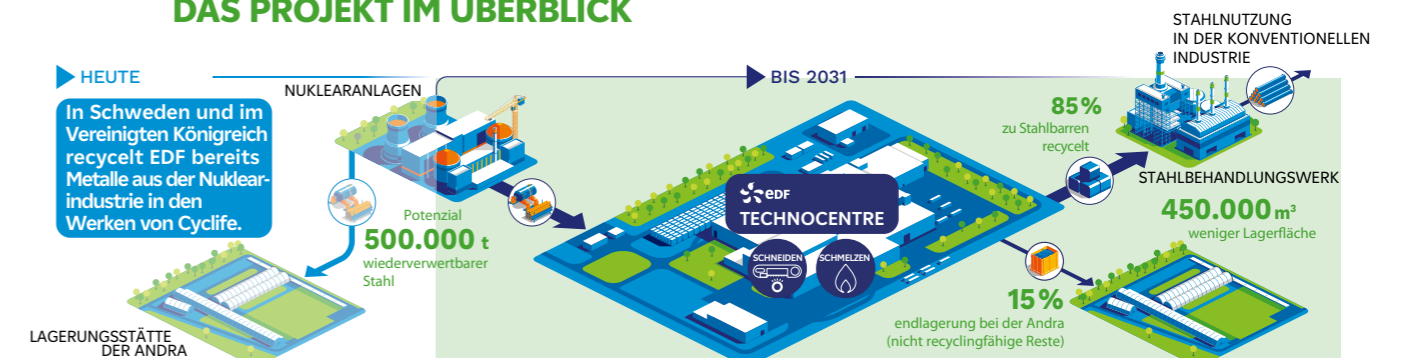 DAS PROJEKT IM ÜBERBLICK
HEUTE
In Schweden und im
Vereinigten Königreich
recycelt EDF bereits
Metalle aus der Nuklear-
industrie in den
Werken von Cyclife.
NUKLEARANLAGEN
LAGERUNGSSTÄTTE
DER ANDRA
Potenzial
500.000 t
wiederverwertbarer
Stahl
BIS 2031
edf
TECHNOCENTRE
SCHNEIDEN
SCHMELZEN
85%
zu Stahlbarren
recycelt
STAHLNUTZUNG
IN DER KONVENTIONELLEN
INDUSTRIE
STAHLBEHANDLUNGSWERK
450.000 m³
weniger Lagerfläche
15%
endlagerung bei der Andra
(nicht recyclingfähige Reste)